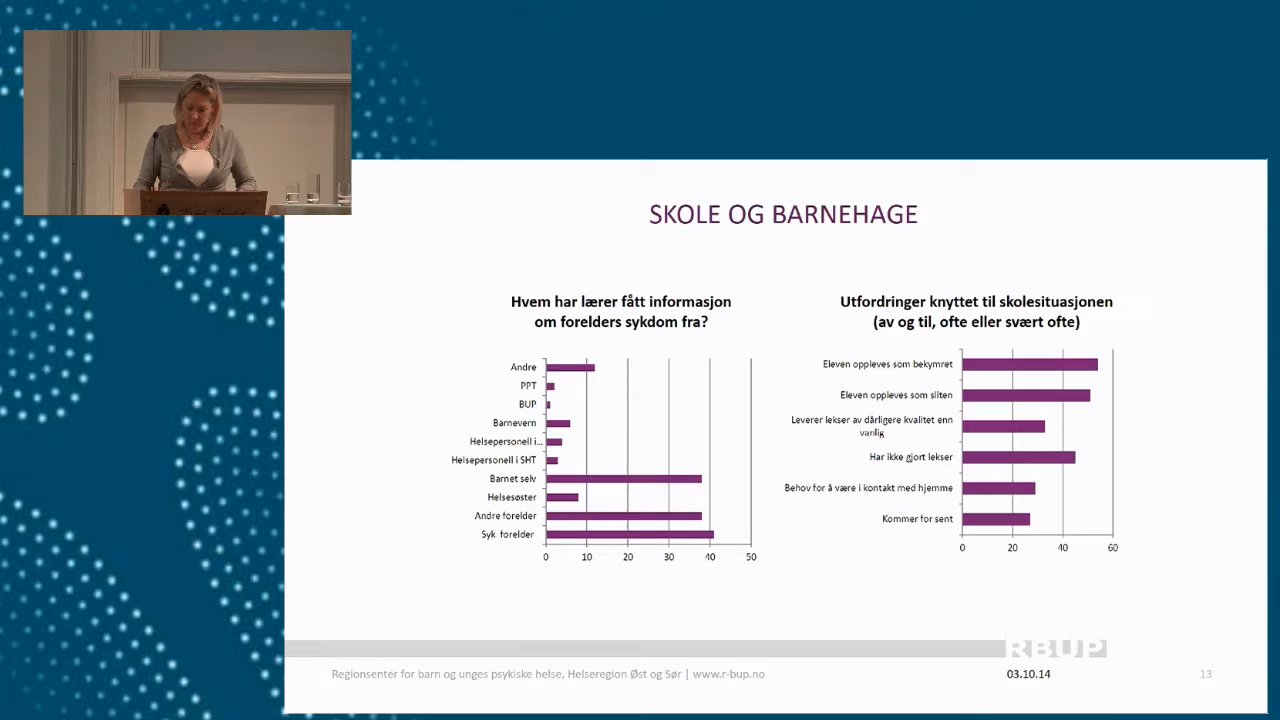 SKOLE OG BARNEHAGE
Hvem har lærer fått informasjon
om forelders sykdom fra?
Andre
PPT
BUP
Barnevern
Helsepersonell i...
Helsepersonell i SHT
Barnet selv
Helsesøster
Andre forelder
Syk forelder
0 10 20 30 40 50
Utfordringer knyttet til skolesituasjonen
(av og til, ofte eller svært ofte)
Eleven oppleves som bekymret
Eleven oppleves som sliten
Leverer lekser av dårligere kvalitet enn
vanlig
Har ikke gjort lekser
Behov for å være i kontakt med hjemme
Kommer for sent
0 20 40 60
RBUP
Regionsenter for barn og unges psykiske helse, Helseregion Øst og Sør | www.r-bup.no
03.10.14
13